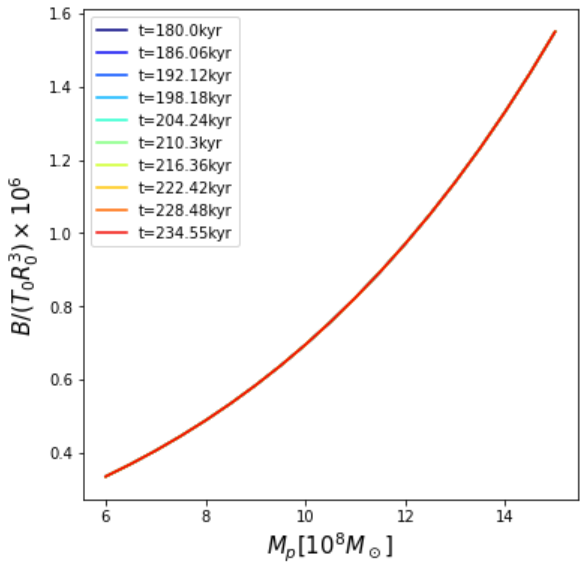 1.6
1.4
1.2
1.0
0.8
0.6
0.4
B/(T₀R₀³) × 10⁶
t=180.0kyr
t=186.06kyr
t=192.12kyr
t=198.18kyr
t=204.24kyr
t=210.3kyr
t=216.36kyr
t=222.42kyr
t=228.48kyr
t=234.55kyr
6 8 10 12 14
Mₚ[10⁸M⊙]